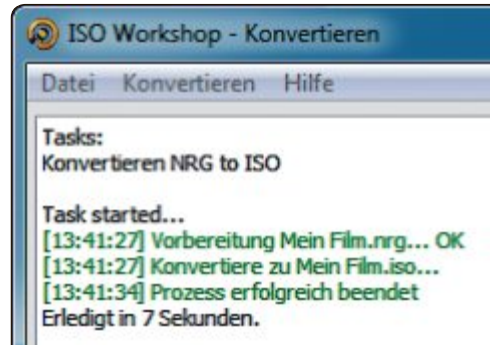 ISO Workshop - Konvertieren
Datei Konvertieren Hilfe
Tasks:
Konvertieren NRG to ISO
Task started...
[13:41:27] Vorbereitung Mein Film.nrg... OK
[13:41:27] Konvertiere zu Mein Film.iso...
[13:41:34] Prozess erfolgreich beendet
Erledigt in 7 Sekunden.